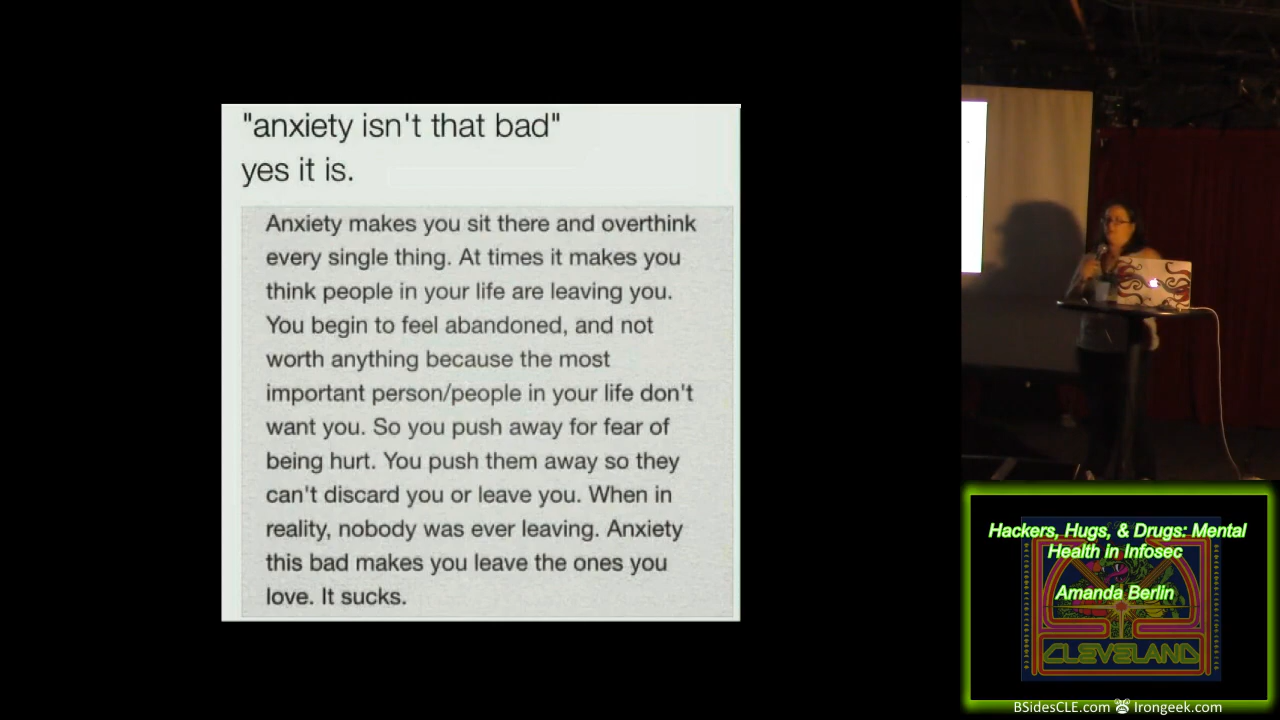 "anxiety isn't that bad"
yes it is.
Anxiety makes you sit there and overthink
every single thing. At times it makes you
think people in your life are leaving you.
You begin to feel abandoned, and not
worth anything because the most
important person/people in your life don't
want you. So you push away for fear of
being hurt. You push them away so they
can't discard you or leave you. When in
reality, nobody was ever leaving. Anxiety
this bad makes you leave the ones you
love. It sucks.
Hackers, Hugs, & Drugs: Mental
Health in Infosec
Amanda Berlin
CLEVELAND
BSidesCLE.com Irongeek.com